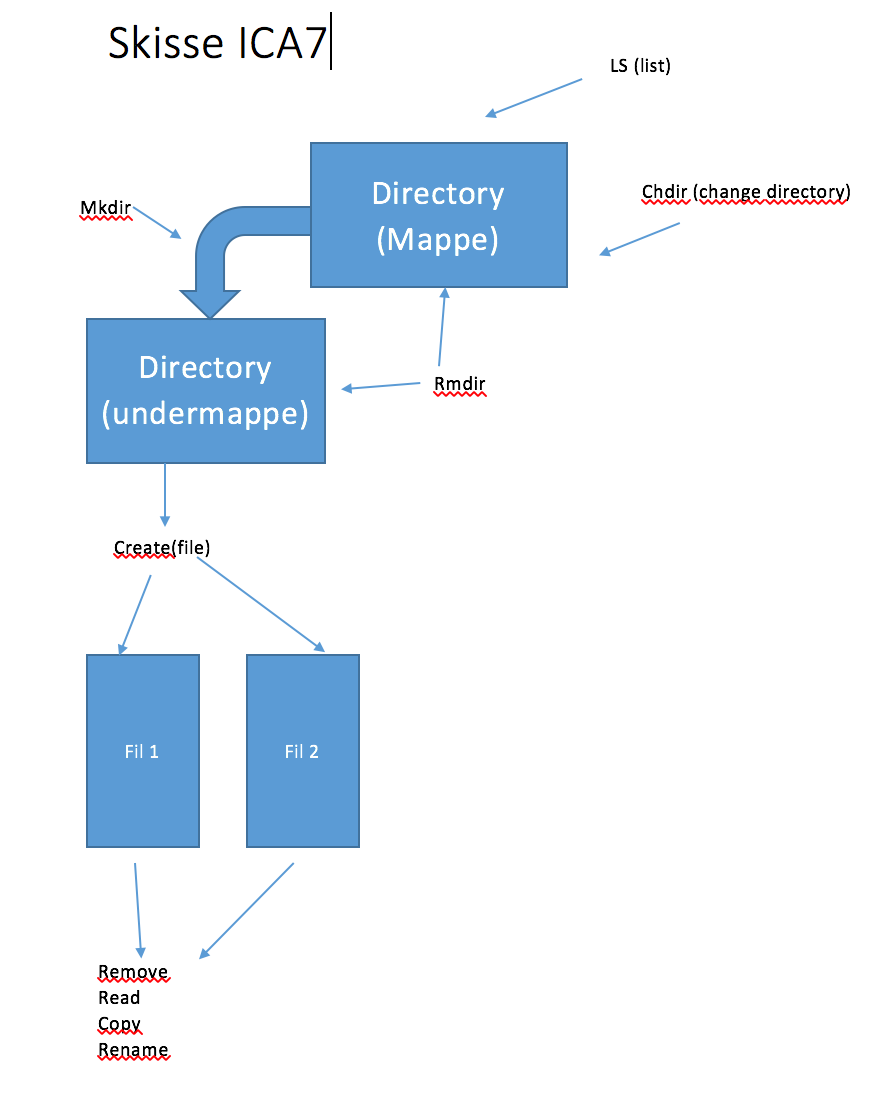 Skisse ICA7
LS (list)
Directory
(Mappe)
Chdir (change directory)
Mkdir
Directory
(undermappe)
Rmdir
Create(file)
Fil 1
Fil 2
Remove
Read
Copy
Rename